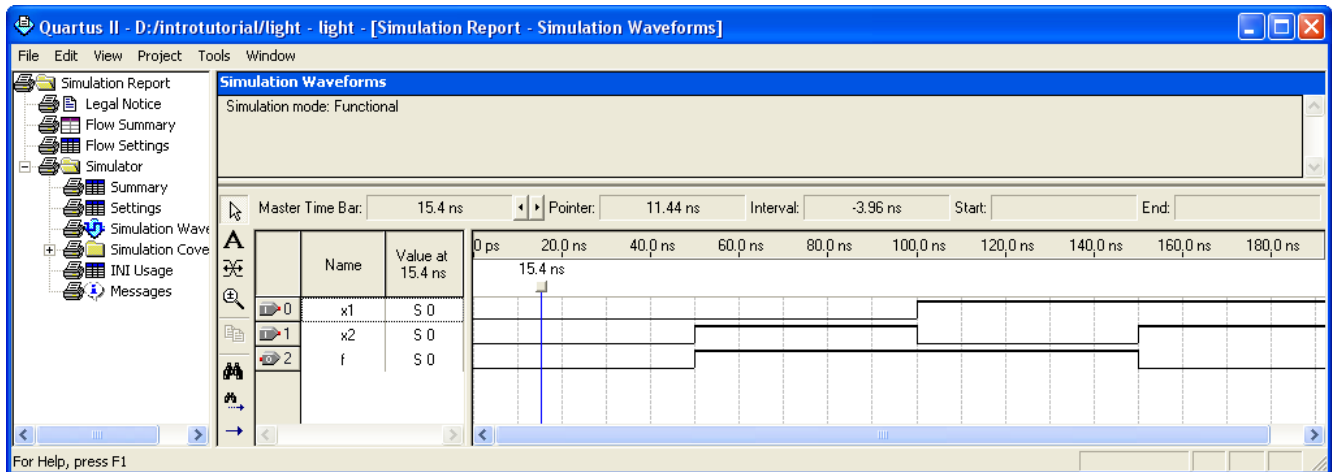 Quartus II - D:/introtutorial/light - light - [Simulation Report - Simulation Waveforms]
File Edit View Project Tools Window
Simulation Report
Legal Notice
Flow Summary
Flow Settings
Simulator
Summary
Settings
Simulation Wave
Simulation Cove
INI Usage
Messages
Simulation Waveforms
Simulation mode: Functional
Master Time Bar: 15.4 ns Pointer: 11.44 ns Interval: -3.96 ns Start: End:
A
Name
Value at
15.4 ns
0 ps 20.0 ns 40.0 ns 60.0 ns 80.0 ns 100.0 ns 120.0 ns 140.0 ns 160.0 ns 180.0 ns
15.4 ns
0 x1 S 0
1 x2 S 0
2 f S 0
For Help, press F1